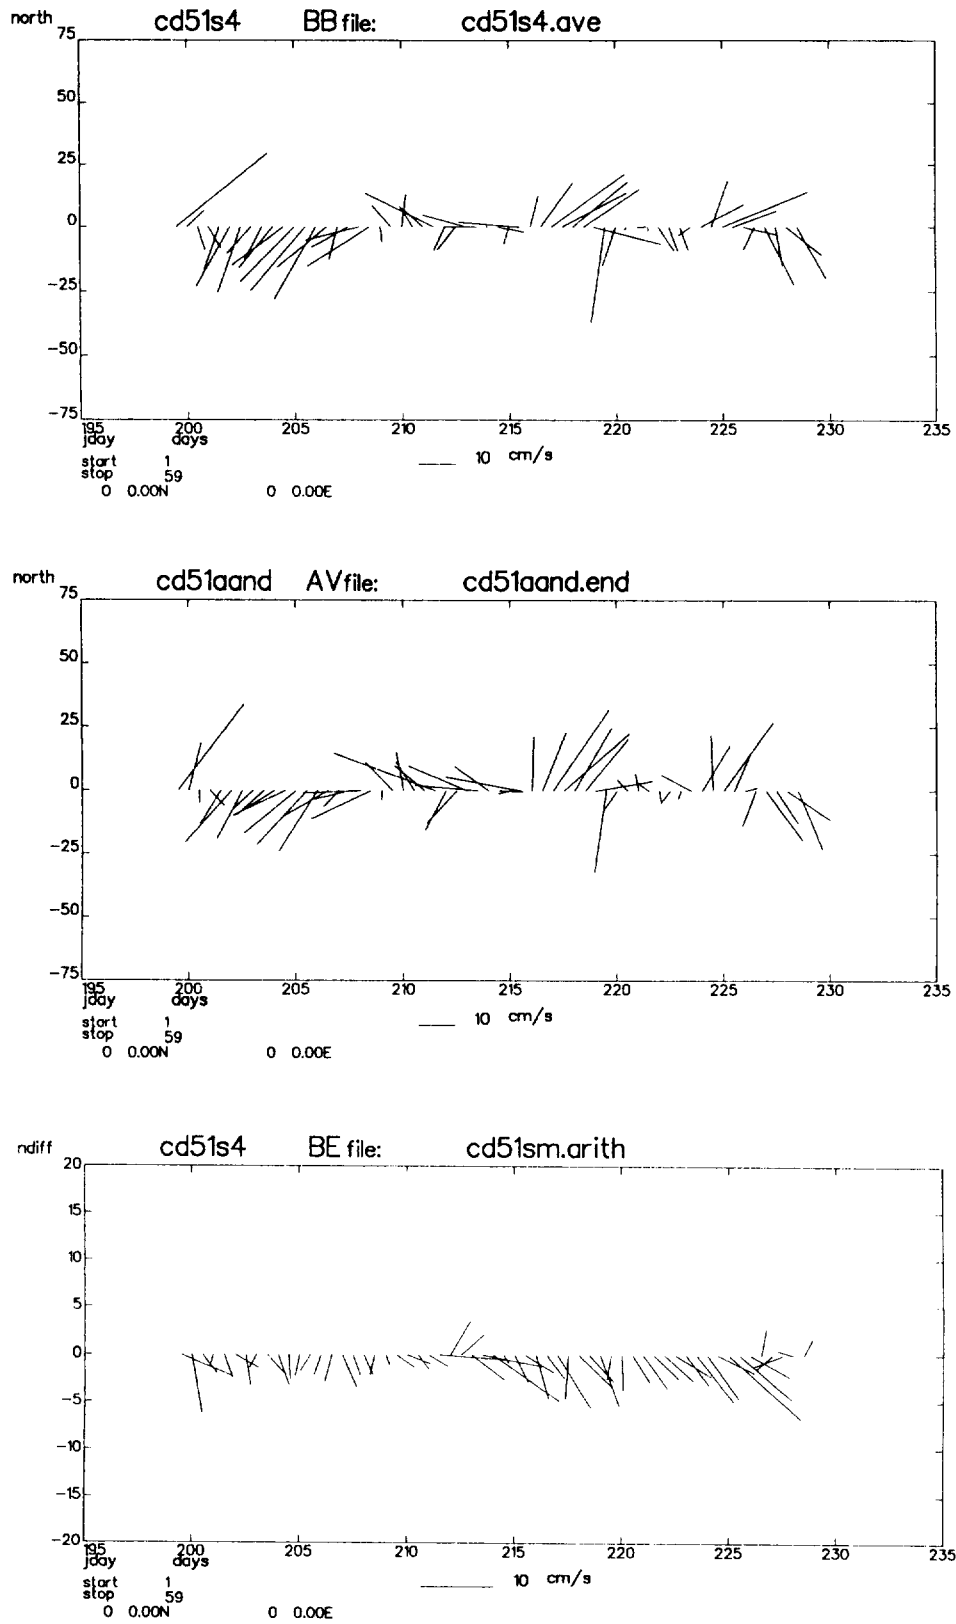 north cd51s4 BB file: cd51s4.ave
75
50
25
0
-25
-50
-75
195 200 205 210 215 220 225 230 235
jday days
start 1
stop 59
10 cm/s
0 0.00N 0 0.00E
north cd51aand AV file: cd51aand.end
75
50
25
0
-25
-50
-75
195 200 205 210 215 220 225 230 235
jday days
start 1
stop 59
10 cm/s
0 0.00N 0 0.00E
ndiff cd51s4 BE file: cd51sm.arith
20
15
10
5
0
-5
-10
-15
-20
195 200 205 210 215 220 225 230 235
jday days
start 1
stop 59
10 cm/s
0 0.00N 0 0.00E